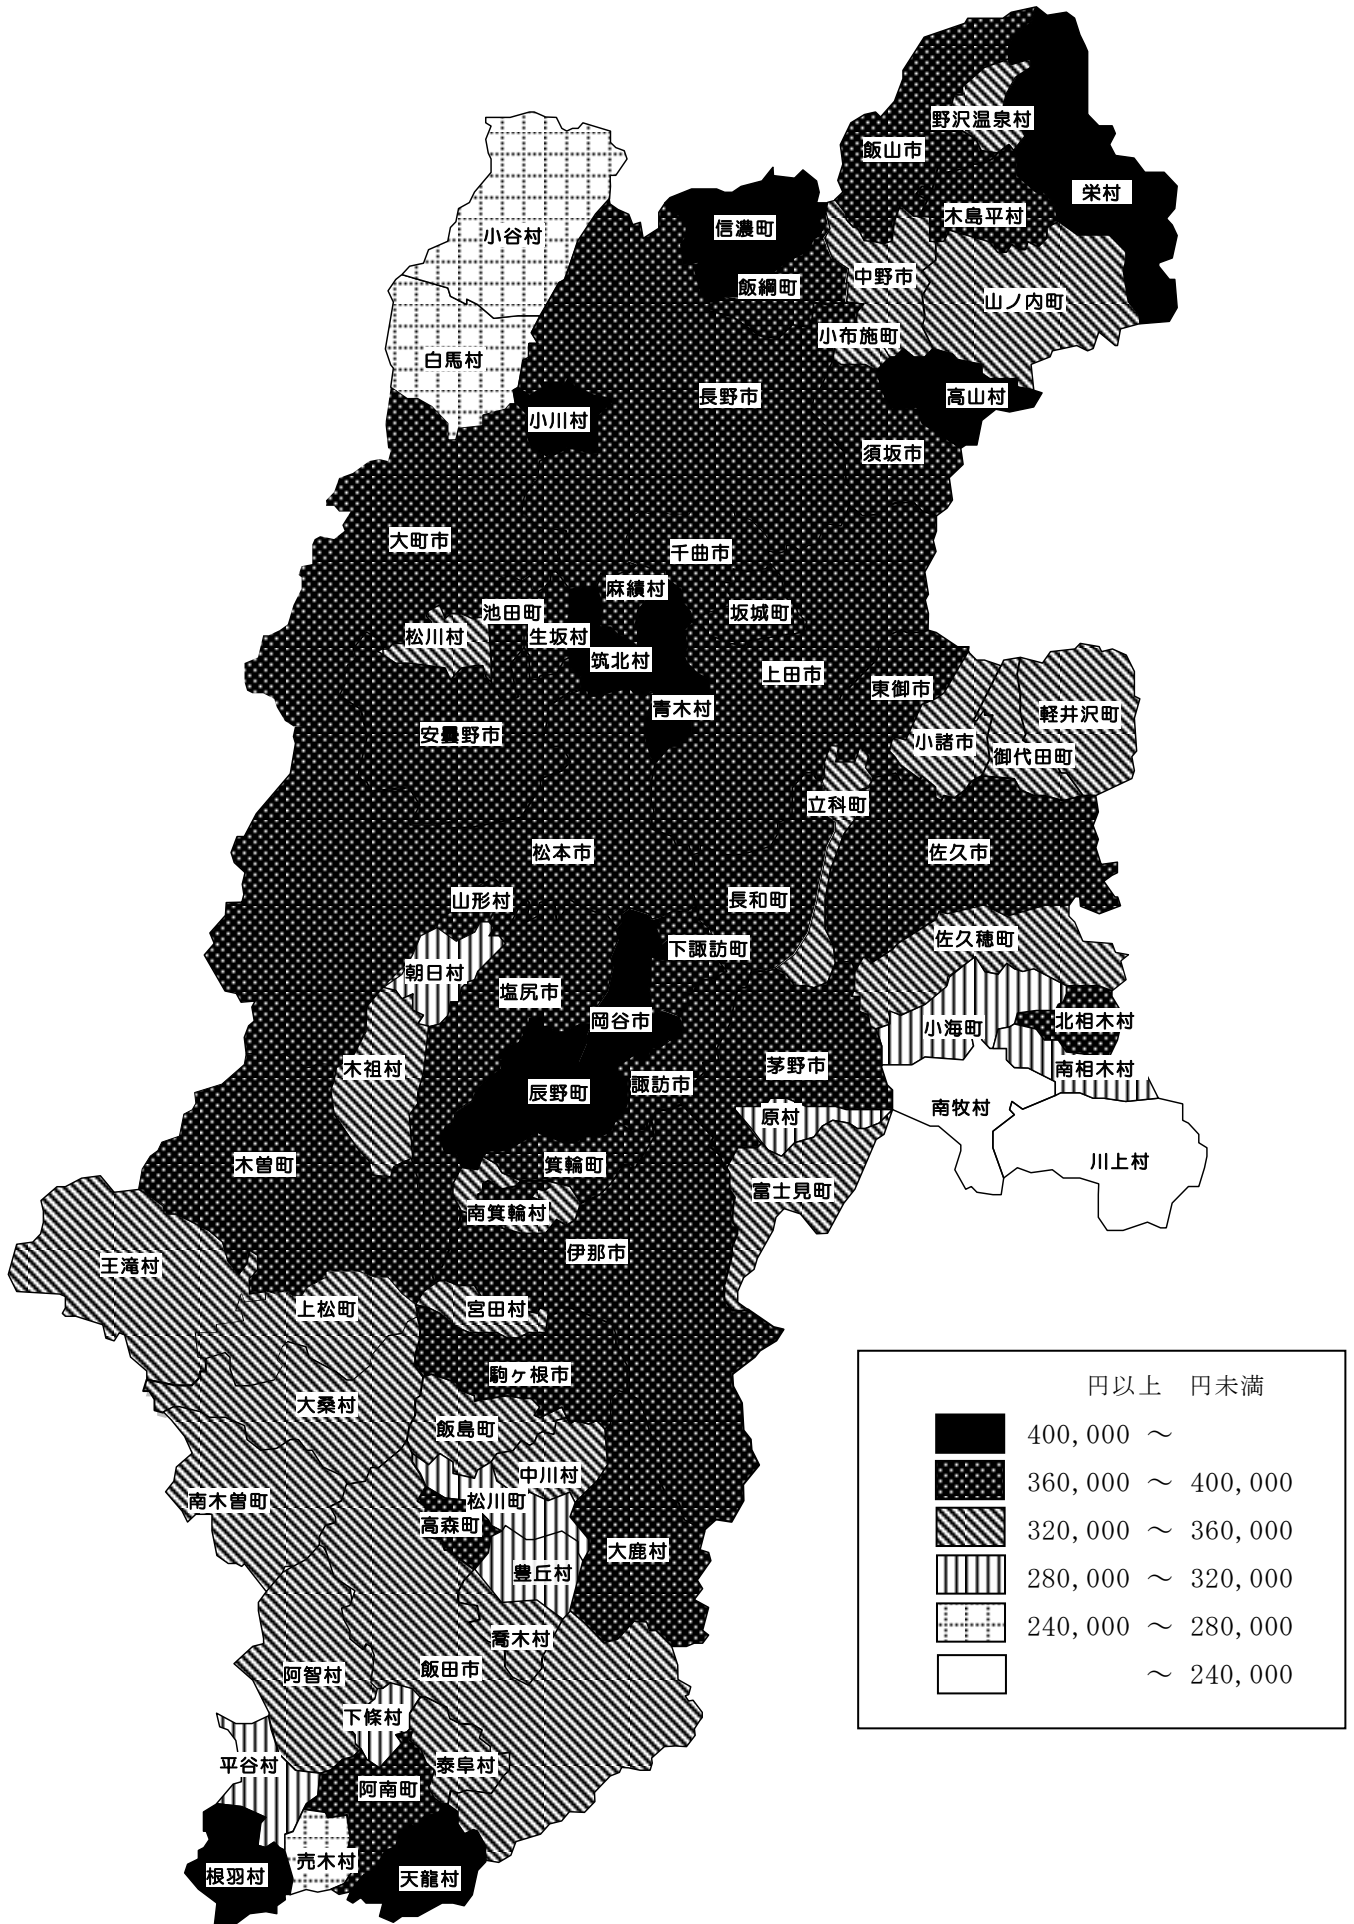 野沢温泉村
飯山市
栄村
木島平村
信濃町
小谷村
中野市
飯綱町
山ノ内町
小布施町
白馬村
長野市
高山村
小川村
須坂市
大町市
千曲市
麻績村
池田町
坂城町
松川村
生坂村
筑北村
上田市
東御市
青木村
軽井沢町
安曇野市
小諸市
御代田町
立科町
松本市
佐久市
山形村
長和町
佐久穂町
下諏訪町
朝日村
塩尻市
岡谷市
北相木村
小海町
茅野市
木祖村
南相木村
諏訪市
辰野町
南牧村
原村
川上村
木曽町
箕輪町
富士見町
南箕輪村
伊那市
王滝村
上松町
宮田村
駒ヶ根市
大桑村
飯島町
中川村
南木曽町
松川町
高森町
大鹿村
豊丘村
喬木村
飯田市
阿智村
下條村
平谷村
泰阜村
阿南町
売木村
根羽村
天龍村
円以上 円未満
400,000 ～
360,000 ～ 400,000
320,000 ～ 360,000
280,000 ～ 320,000
240,000 ～ 280,000
～ 240,000